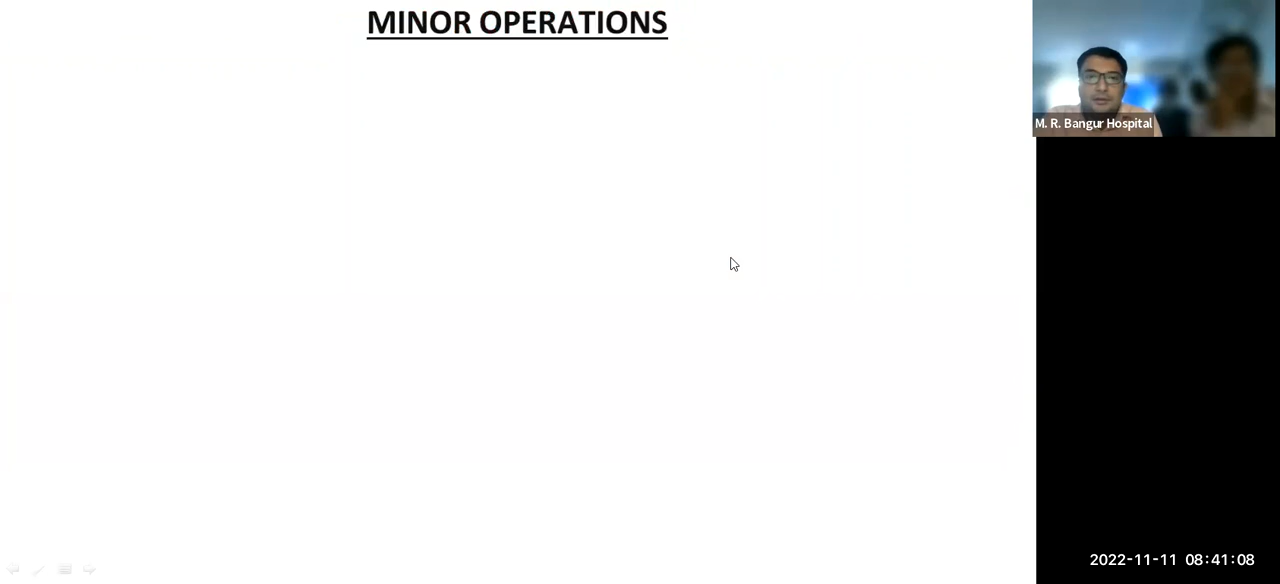 MINOR OPERATIONS
M. R. Bangur Hospital
2022-11-11 08:41:08